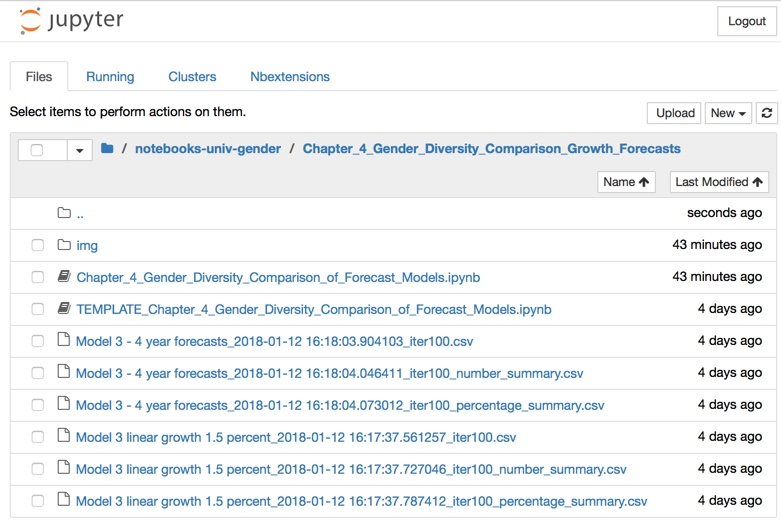 jupyter
Logout
Files Running Clusters Nbextensions
Select items to perform actions on them.
Upload New
/ notebooks-univ-gender / Chapter_4_Gender_Diversity_Comparison_Growth_Forecasts
Name Last Modified
.. seconds ago
img 43 minutes ago
Chapter_4_Gender_Diversity_Comparison_of_Forecast_Models.ipynb 43 minutes ago
TEMPLATE_Chapter_4_Gender_Diversity_Comparison_of_Forecast_Models.ipynb 4 days ago
Model 3 - 4 year forecasts_2018-01-12 16:18:03.904103_iter100.csv 4 days ago
Model 3 - 4 year forecasts_2018-01-12 16:18:04.046411_iter100_number_summary.csv 4 days ago
Model 3 - 4 year forecasts_2018-01-12 16:18:04.073012_iter100_percentage_summary.csv 4 days ago
Model 3 linear growth 1.5 percent_2018-01-12 16:17:37.561257_iter100.csv 4 days ago
Model 3 linear growth 1.5 percent_2018-01-12 16:17:37.727046_iter100_number_summary.csv 4 days ago
Model 3 linear growth 1.5 percent_2018-01-12 16:17:37.787412_iter100_percentage_summary.csv 4 days ago